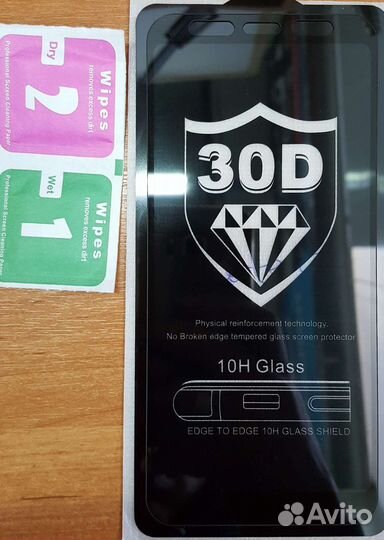 Dry
2
Wipes
removes excess dirt
Professional Screen Cleaning Paper
Wet
1
Wipes
removes excess dirt
Professional Screen Cleaning Paper
30D
Physical reinforcement technology.
No Broken edge tempered glass screen protector
10H Glass
EDGE TO EDGE 10H GLASS SHIELD
Avito